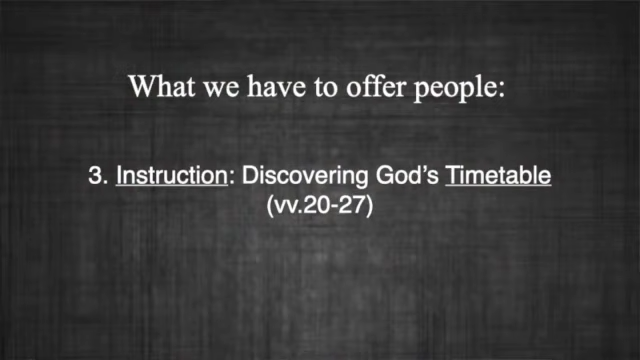 What we have to offer people:
3. Instruction: Discovering God’s Timetable
(vv.20-27)